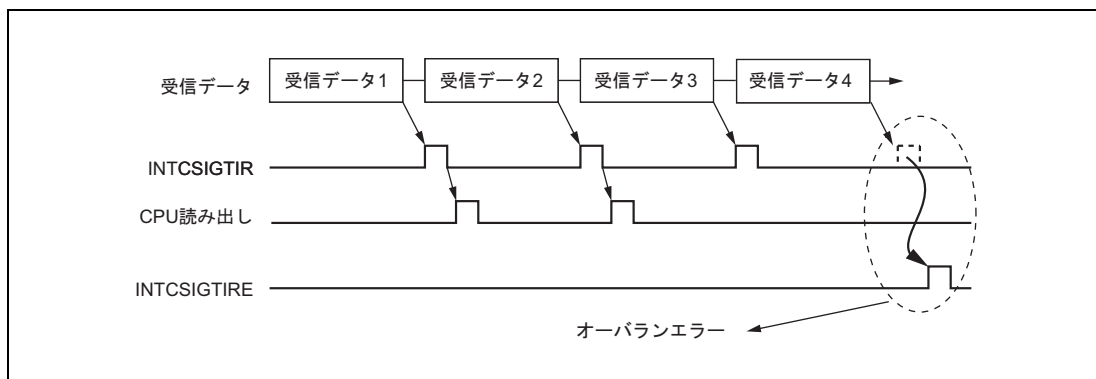 受信データ
受信データ1
受信データ2
受信データ3
受信データ4
INTCSIGTIR
CPU読み出し
INTCSIGTIRE
オーバランエラー